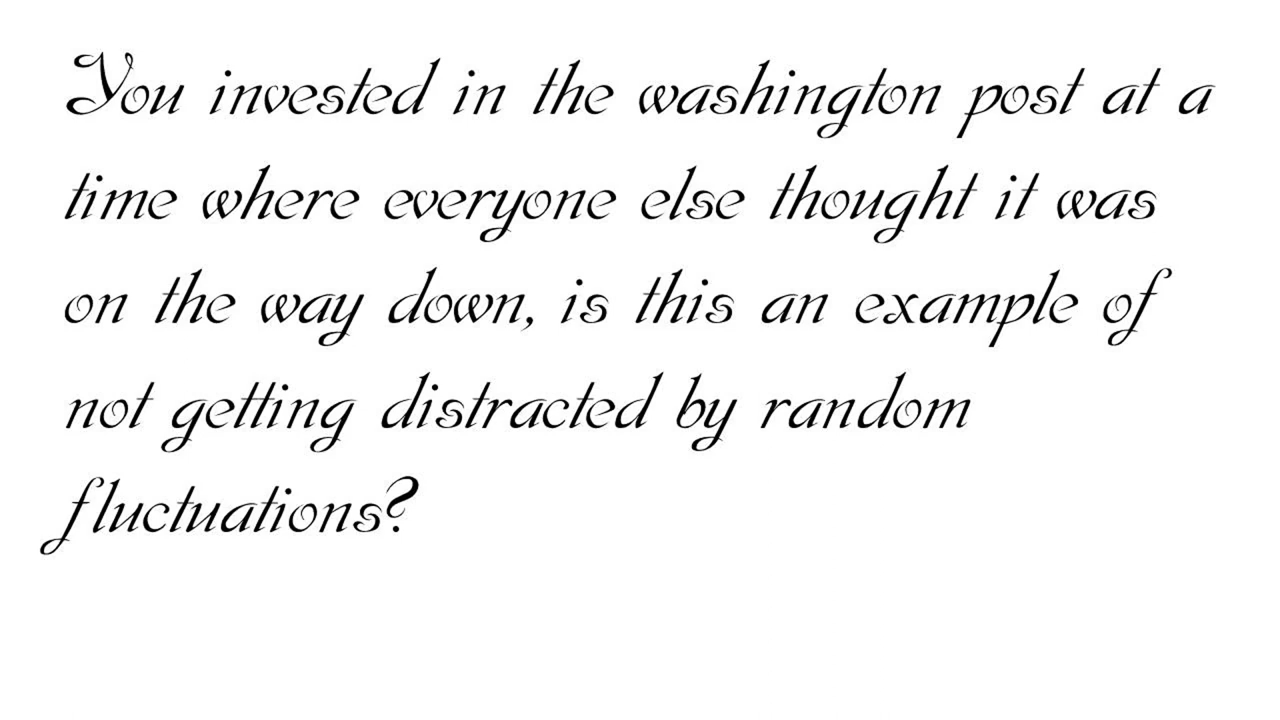 You invested in the washington post at a
time where everyone else thought it was
on the way down, is this an example of
not getting distracted by random
fluctuations?